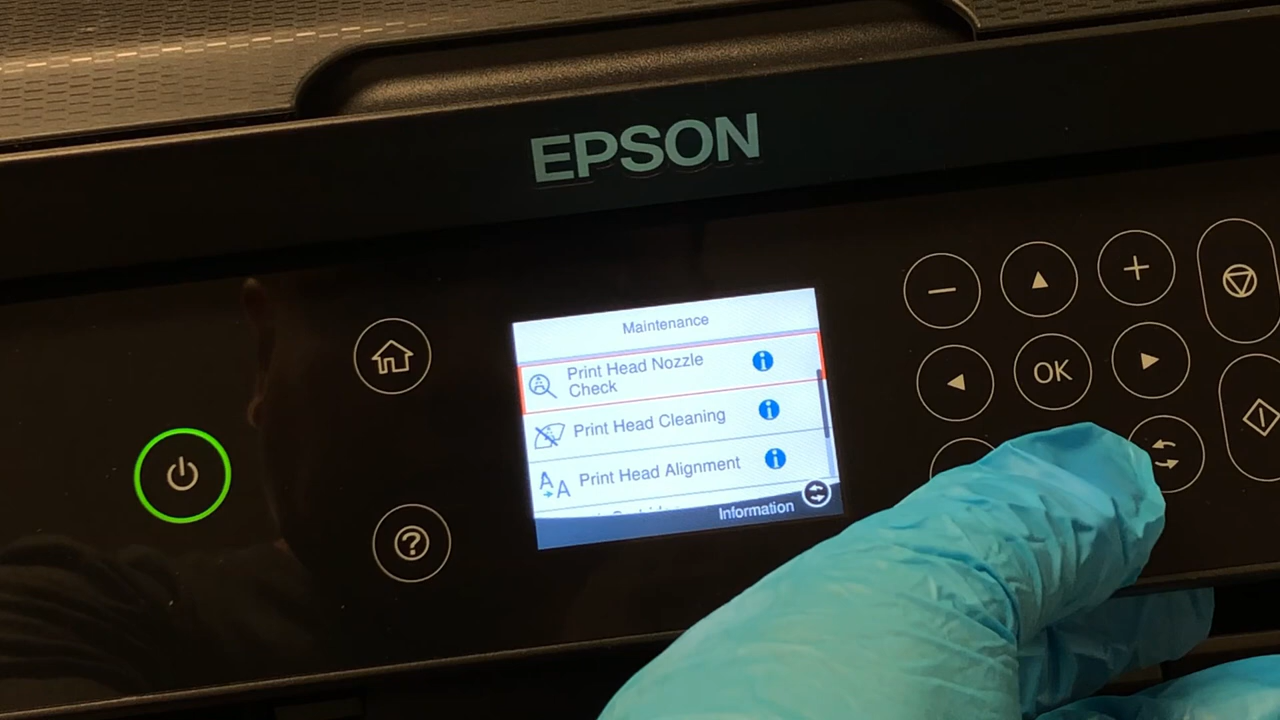 EPSON
Maintenance
Print Head Nozzle
Check
Print Head Cleaning
Print Head Alignment
Information
OK